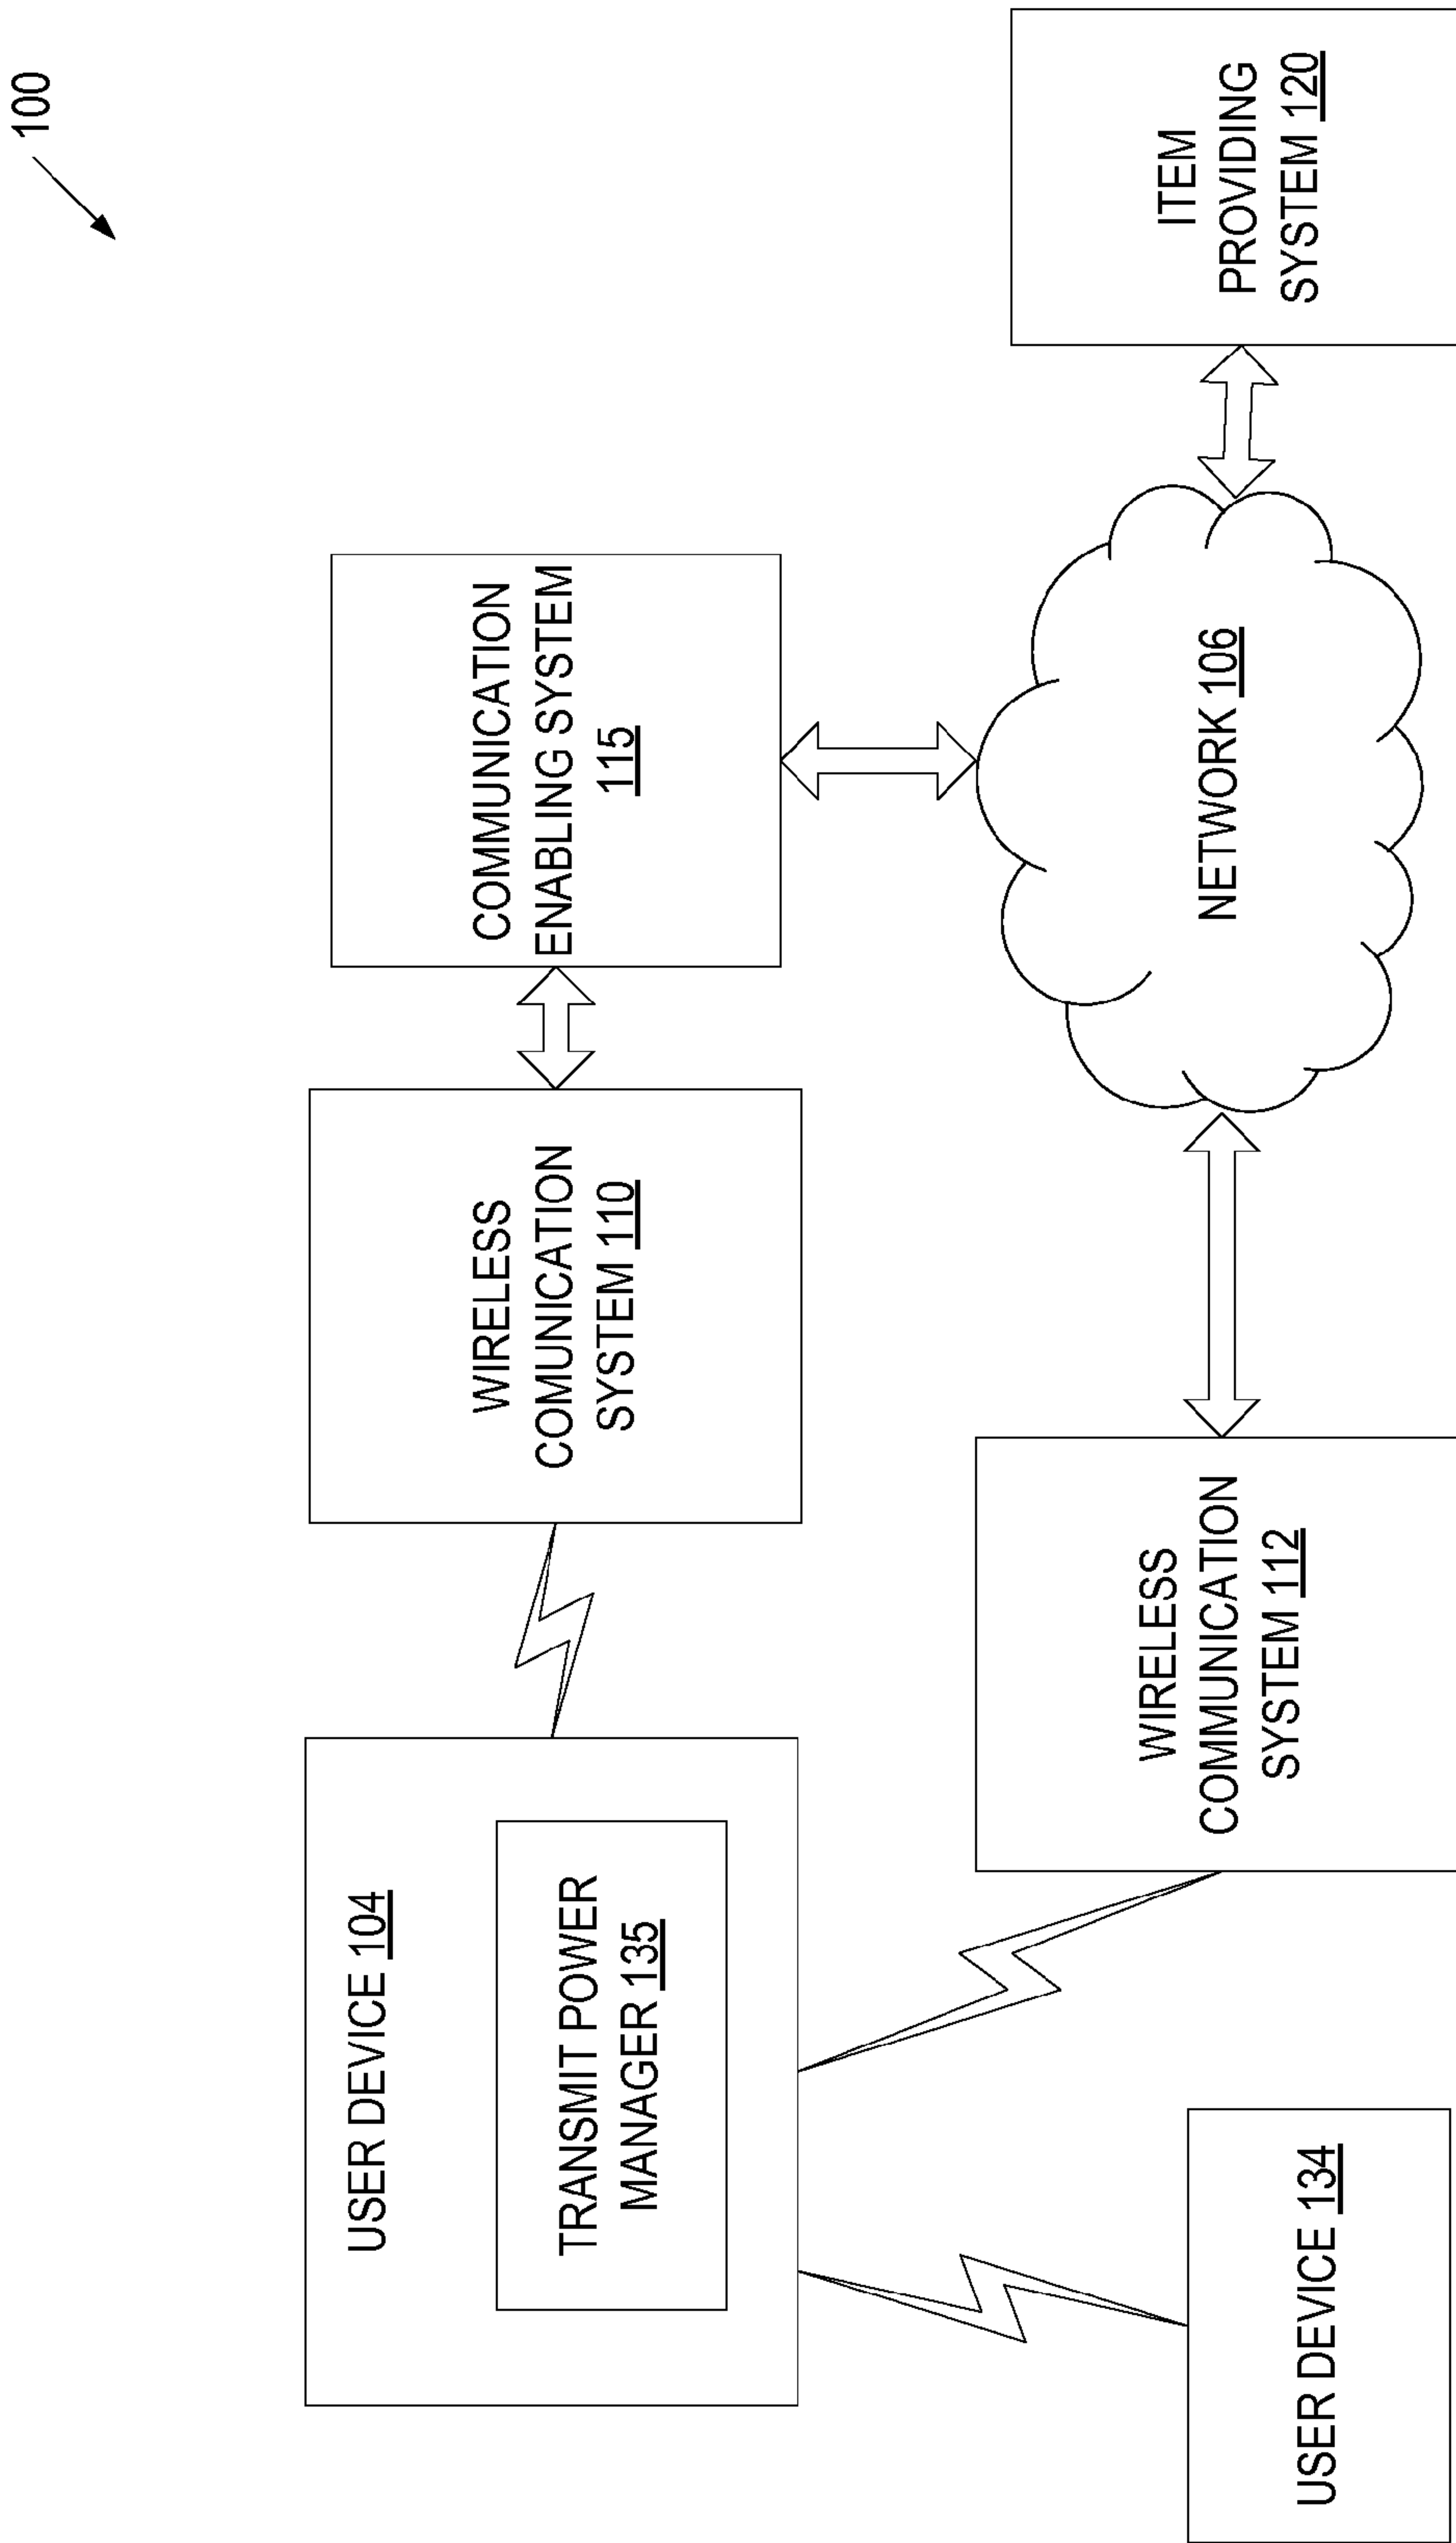 100
USER DEVICE 104
TRANSMIT POWER
MANAGER 135
WIRELESS
COMUNICATION
SYSTEM 110
COMMUNICATION
ENABLING SYSTEM
115
USER DEVICE 134
WIRELESS
COMMUNICATION
SYSTEM 112
NETWORK 106
ITEM
PROVIDING
SYSTEM 120